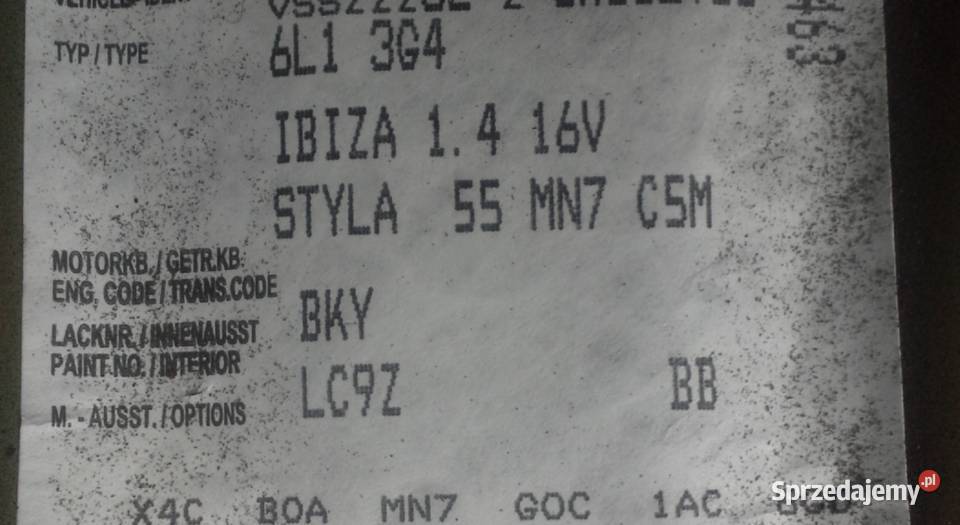 TYP / TYPE 6L1 3G4
IBIZA 1.4 16V
STYLA 55 MN7 C5M
MOTORKB. / GETR.KB.
ENG. CODE / TRANS.CODE BKY
LACKNR. / INNENAUSST
PAINT NO. / INTERIOR LC9Z BB
M. - AUSST. / OPTIONS
X4C BOA MN7 GOC 1AC
Sprzedajemy.pl